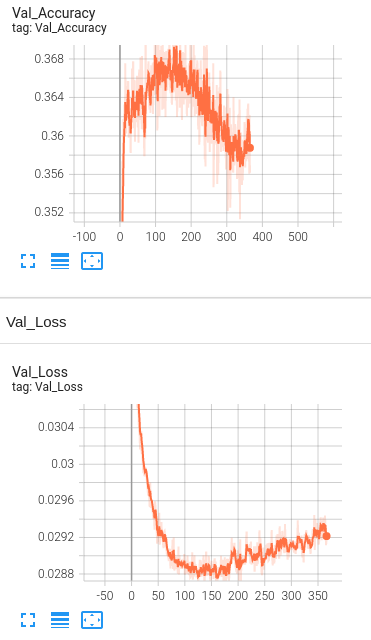 Val_Accuracy
tag: Val_Accuracy
0.368
0.364
0.36
0.356
0.352
-100 0 100 200 300 400 500
Val_Loss
Val_Loss
tag: Val_Loss
0.0304
0.03
0.0296
0.0292
0.0288
-50 0 50 100 150 200 250 300 350